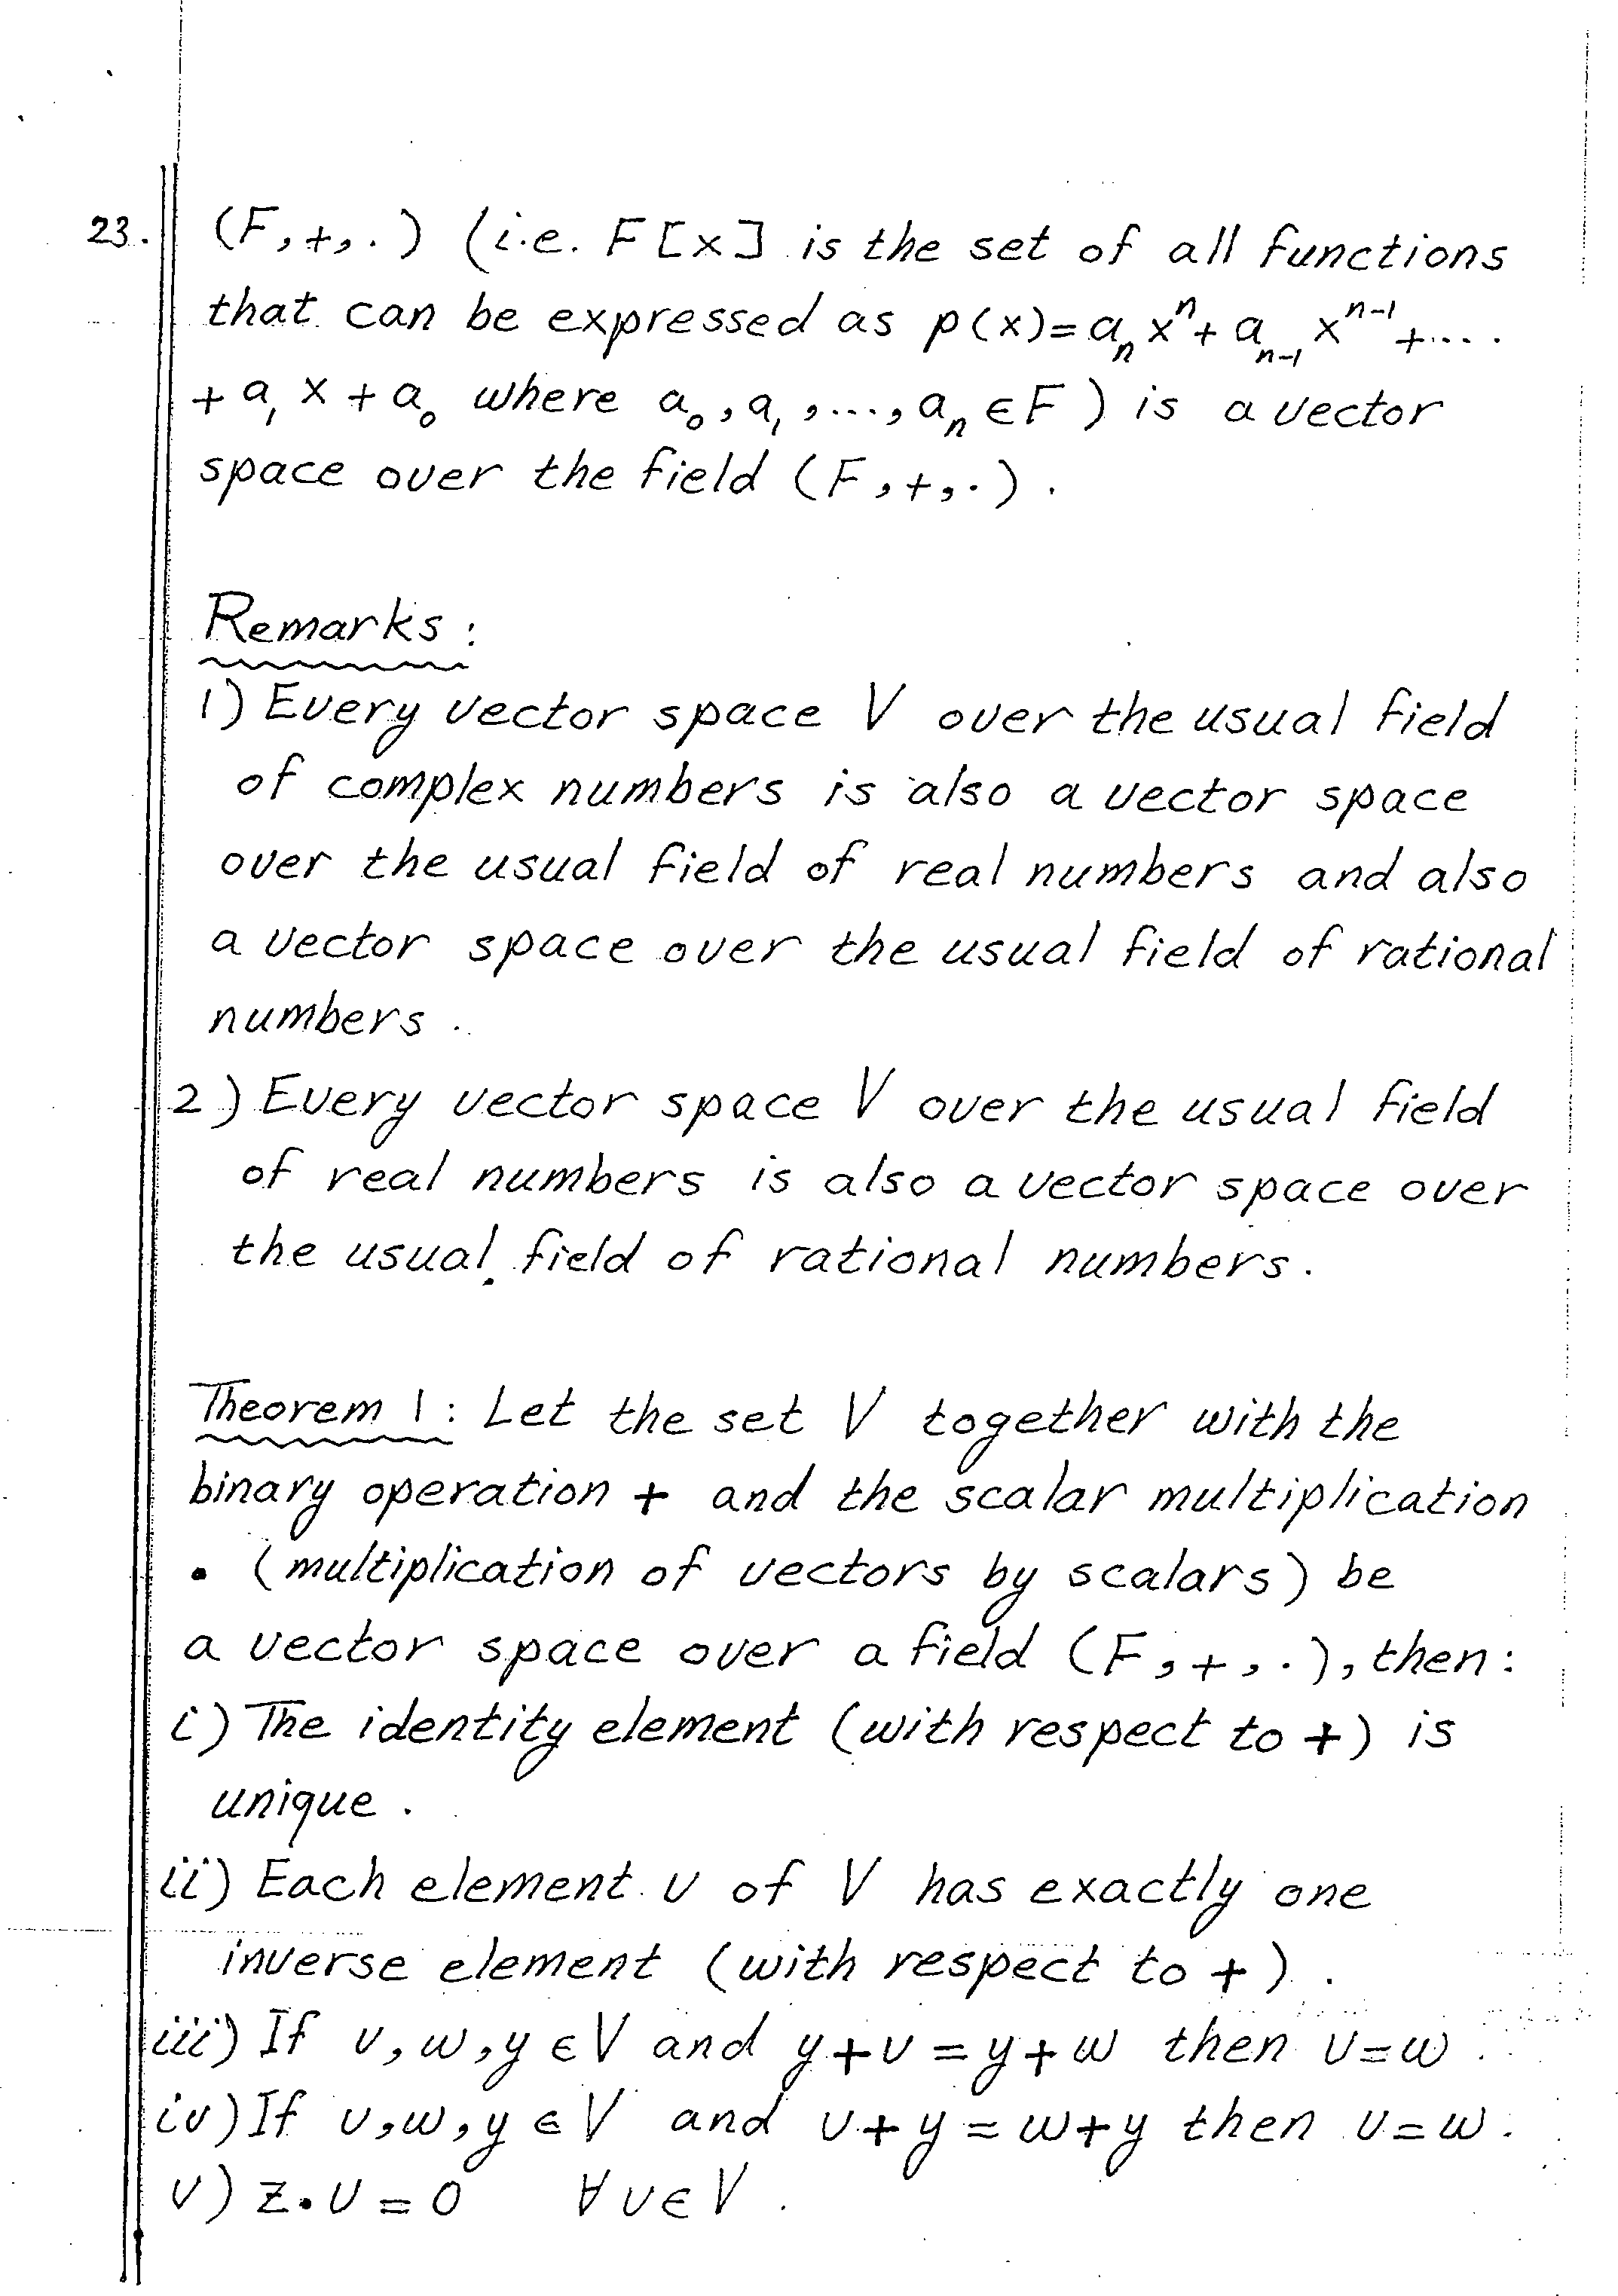 23. (F,+,.) (i.e. F[x] is the set of all functions
that can be expressed as p(x)=aₙxⁿ+aₙ₋₁xⁿ⁻¹+....
+a₁x+a₀ where a₀,a₁,...,aₙ∈F) is a vector
space over the field (F,+,.).
Remarks:
1) Every vector space V over the usual field
of complex numbers is also a vector space
over the usual field of real numbers and also
a vector space over the usual field of rational
numbers.
2) Every vector space V over the usual field
of real numbers is also a vector space over
the usual field of rational numbers.
Theorem 1: Let the set V together with the
binary operation + and the scalar multiplication
• (multiplication of vectors by scalars) be
a vector space over a field (F,+,.), then:
i) The identity element (with respect to +) is
unique.
ii) Each element v of V has exactly one
inverse element (with respect to +).
iii) If v,w,y∈V and y+v=y+w then v=w.
iv) If v,w,y∈V and v+y=w+y then v=w.
v) z•v=0 ∀v∈V.